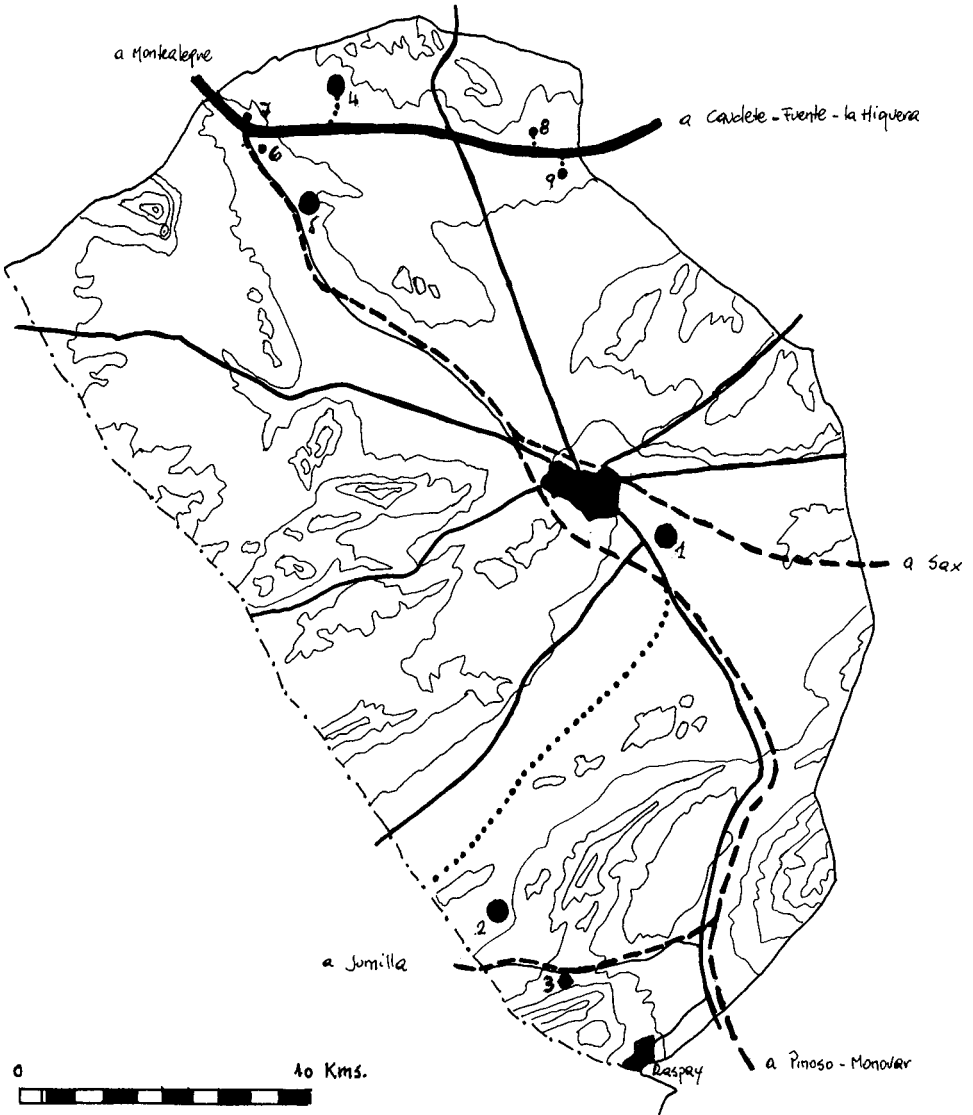 a Montealegre
4
7
a Caudete-Fuente-la Higuera
8
6
9
5
1
a Sax
2
a Jumilla
3
Raspay
a Pinoso-Monovar
0 10 Kms.